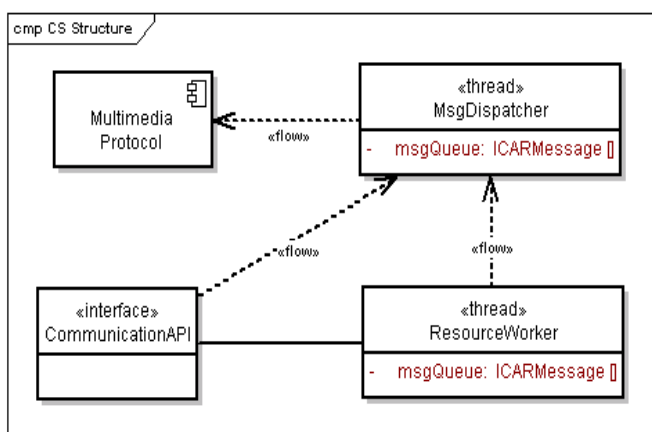 cmp CS Structure
Multimedia
Protocol
«flow»
«thread»
MsgDispatcher
- msgQueue: ICARMessage []
«flow»
«flow»
«interface»
CommunicationAPI
«thread»
ResourceWorker
- msgQueue: ICARMessage []